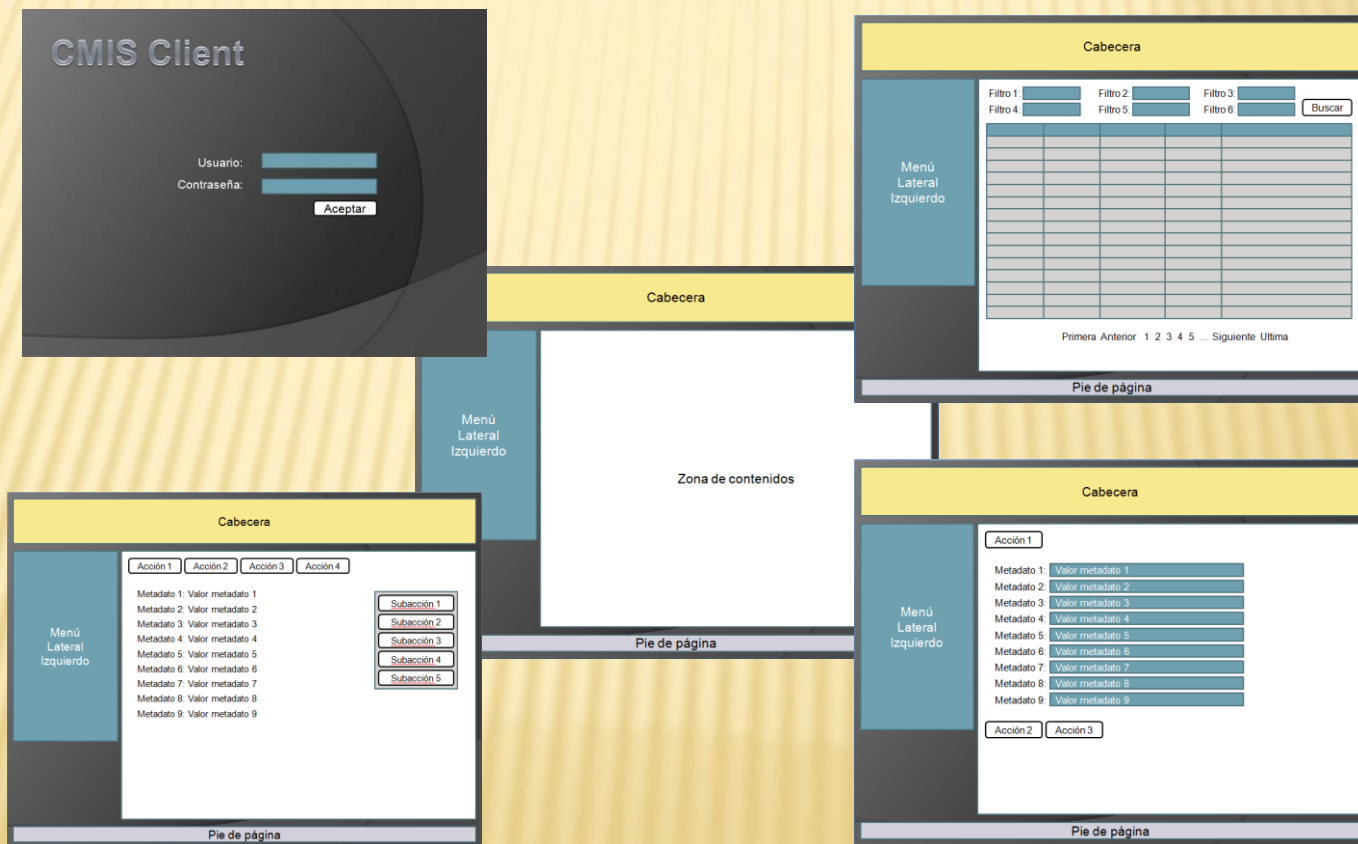 CMIS Client
Usuario:
Contraseña:
Aceptar
Cabecera
Filtro 1: Filtro 2: Filtro 3:
Filtro 4: Filtro 5: Filtro 6: Buscar
Menú
Lateral
Izquierdo
Primera Anterior 1 2 3 4 5 ... Siguiente Ultima
Pie de página
Cabecera
Menú
Lateral
Izquierdo
Zona de contenidos
Pie de página
Cabecera
Acción 1 Acción 2 Acción 3 Acción 4
Menú
Lateral
Izquierdo
Metadato 1: Valor metadato 1
Metadato 2: Valor metadato 2
Metadato 3: Valor metadato 3
Metadato 4: Valor metadato 4
Metadato 5: Valor metadato 5
Metadato 6: Valor metadato 6
Metadato 7: Valor metadato 7
Metadato 8: Valor metadato 8
Metadato 9: Valor metadato 9
Subacción 1
Subacción 2
Subacción 3
Subacción 4
Subacción 5
Pie de página
Cabecera
Acción 1
Menú
Lateral
Izquierdo
Metadato 1: Valor metadato 1
Metadato 2: Valor metadato 2
Metadato 3: Valor metadato 3
Metadato 4: Valor metadato 4
Metadato 5: Valor metadato 5
Metadato 6: Valor metadato 6
Metadato 7: Valor metadato 7
Metadato 8: Valor metadato 8
Metadato 9: Valor metadato 9
Acción 2 Acción 3
Pie de página